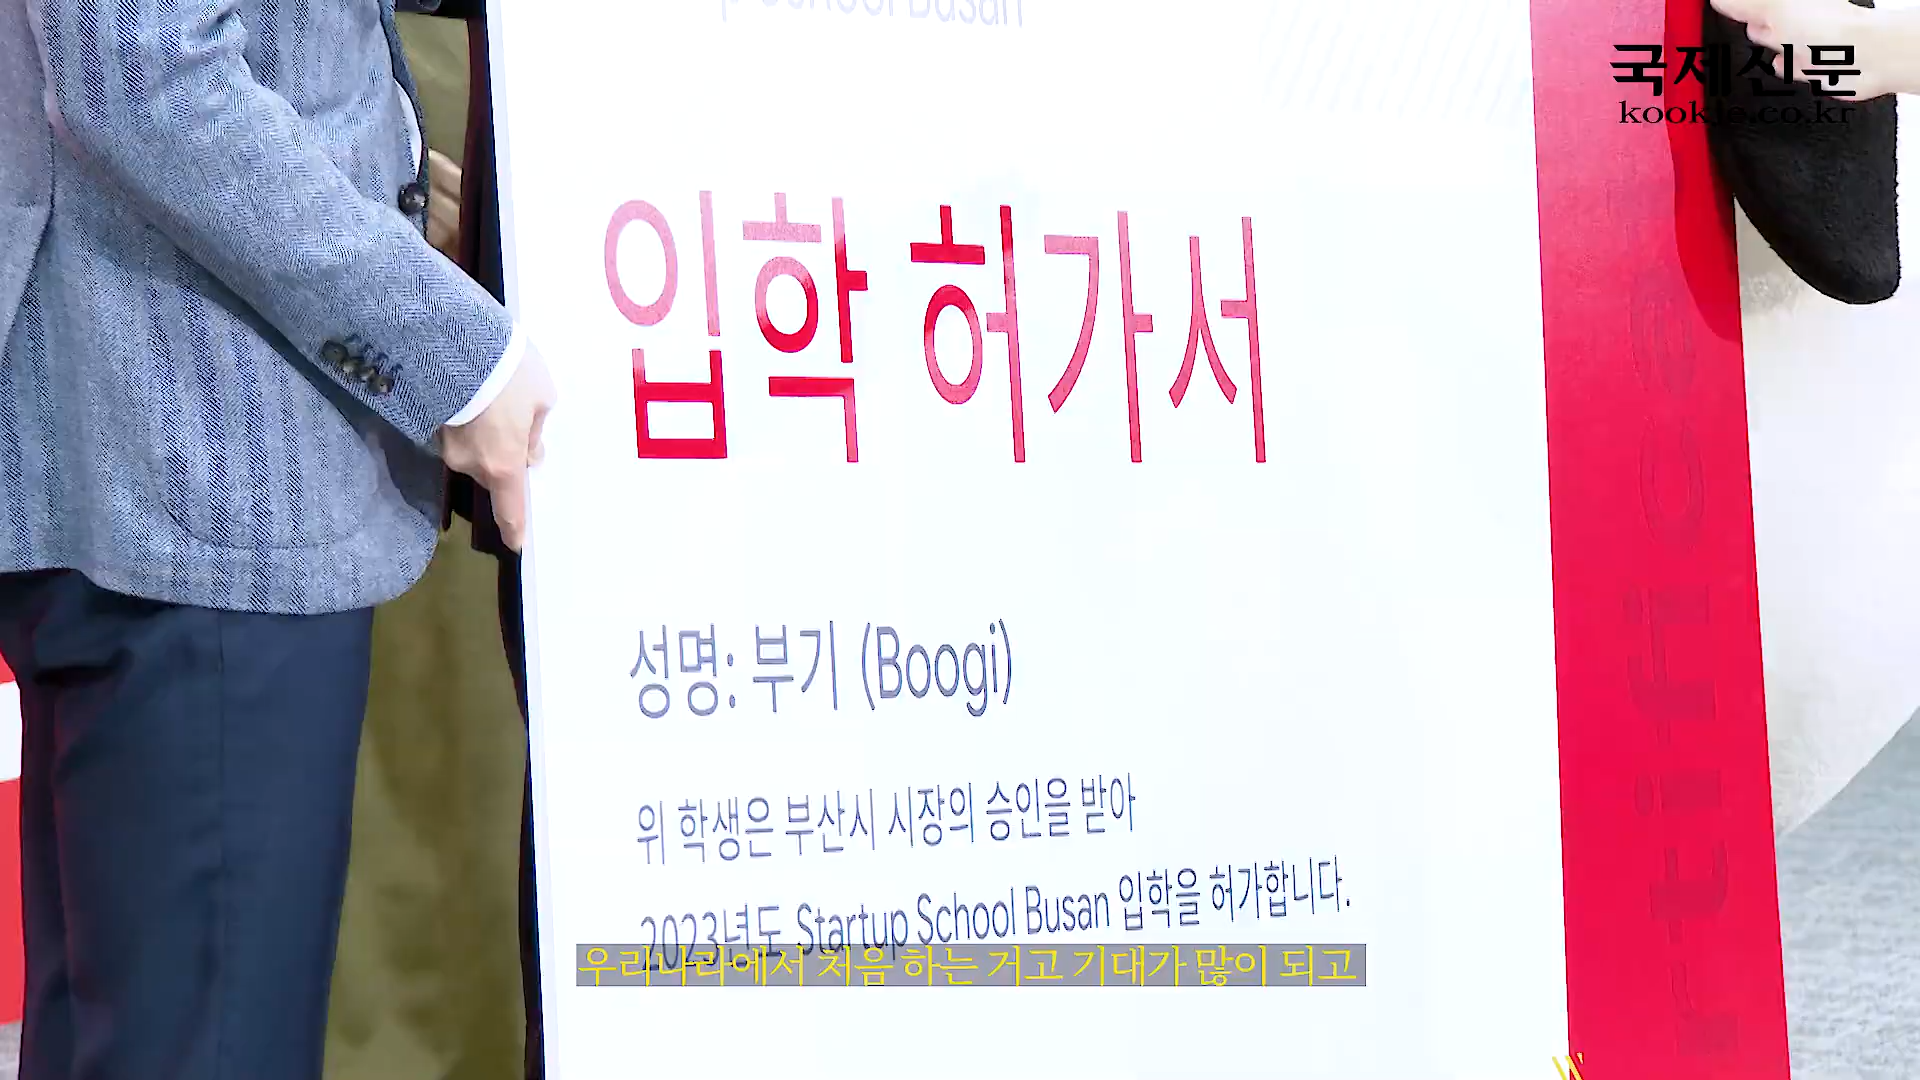 School Busan
국제신문
kookje.co.kr
입학 허가서
성명: 부기 (Boogi)
위 학생은 부산시 시장의 승인을 받아
2023년도 Startup School Busan 입학을 허가합니다.
우리나라에서 처음 하는 거고 기대가 많이 되고